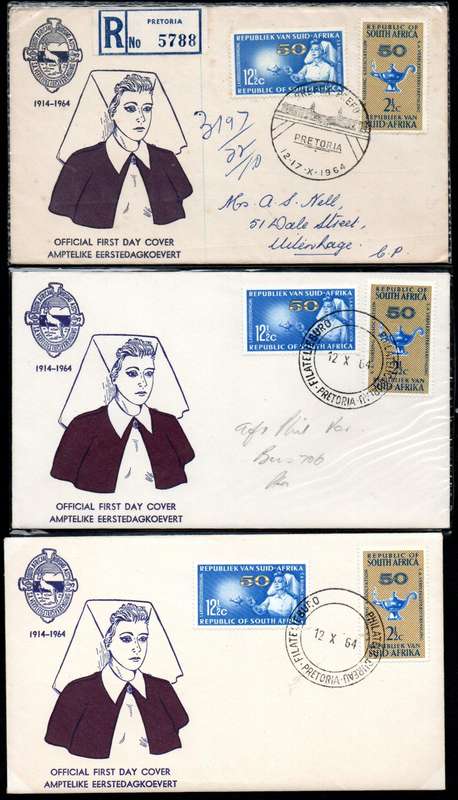 R No 5788
PRETORIA
1914-1964
REPUBLIEK VAN SUID-AFRIKA
50
12½c
REPUBLIC OF SOUTH AFRICA
REPUBLIC OF
SOUTH AFRICA
50
2½c
REPUBLIEK VAN
SUID-AFRIKA
PRETORIA
12-17-X-1964
3197
Mrs. A. S. Nell,
51 Dale Street,
Uitenhage.
C.P.
OFFICIAL FIRST DAY COVER
AMPTELIKE EERSTEDAGKOEVERT
1914-1964
REPUBLIEK VAN SUID-AFRIKA
50
12½c
REPUBLIC OF SOUTH AFRICA
REPUBLIC OF
SOUTH AFRICA
50
2½c
REPUBLIEK VAN
SUID-AFRIKA
12 X 64
PRETORIA
OFFICIAL FIRST DAY COVER
AMPTELIKE EERSTEDAGKOEVERT
1914-1964
REPUBLIEK VAN SUID-AFRIKA
50
12½c
REPUBLIC OF SOUTH AFRICA
REPUBLIC OF
SOUTH AFRICA
50
2½c
REPUBLIEK VAN
SUID-AFRIKA
12 X 64
PRETORIA
OFFICIAL FIRST DAY COVER
AMPTELIKE EERSTEDAGKOEVERT